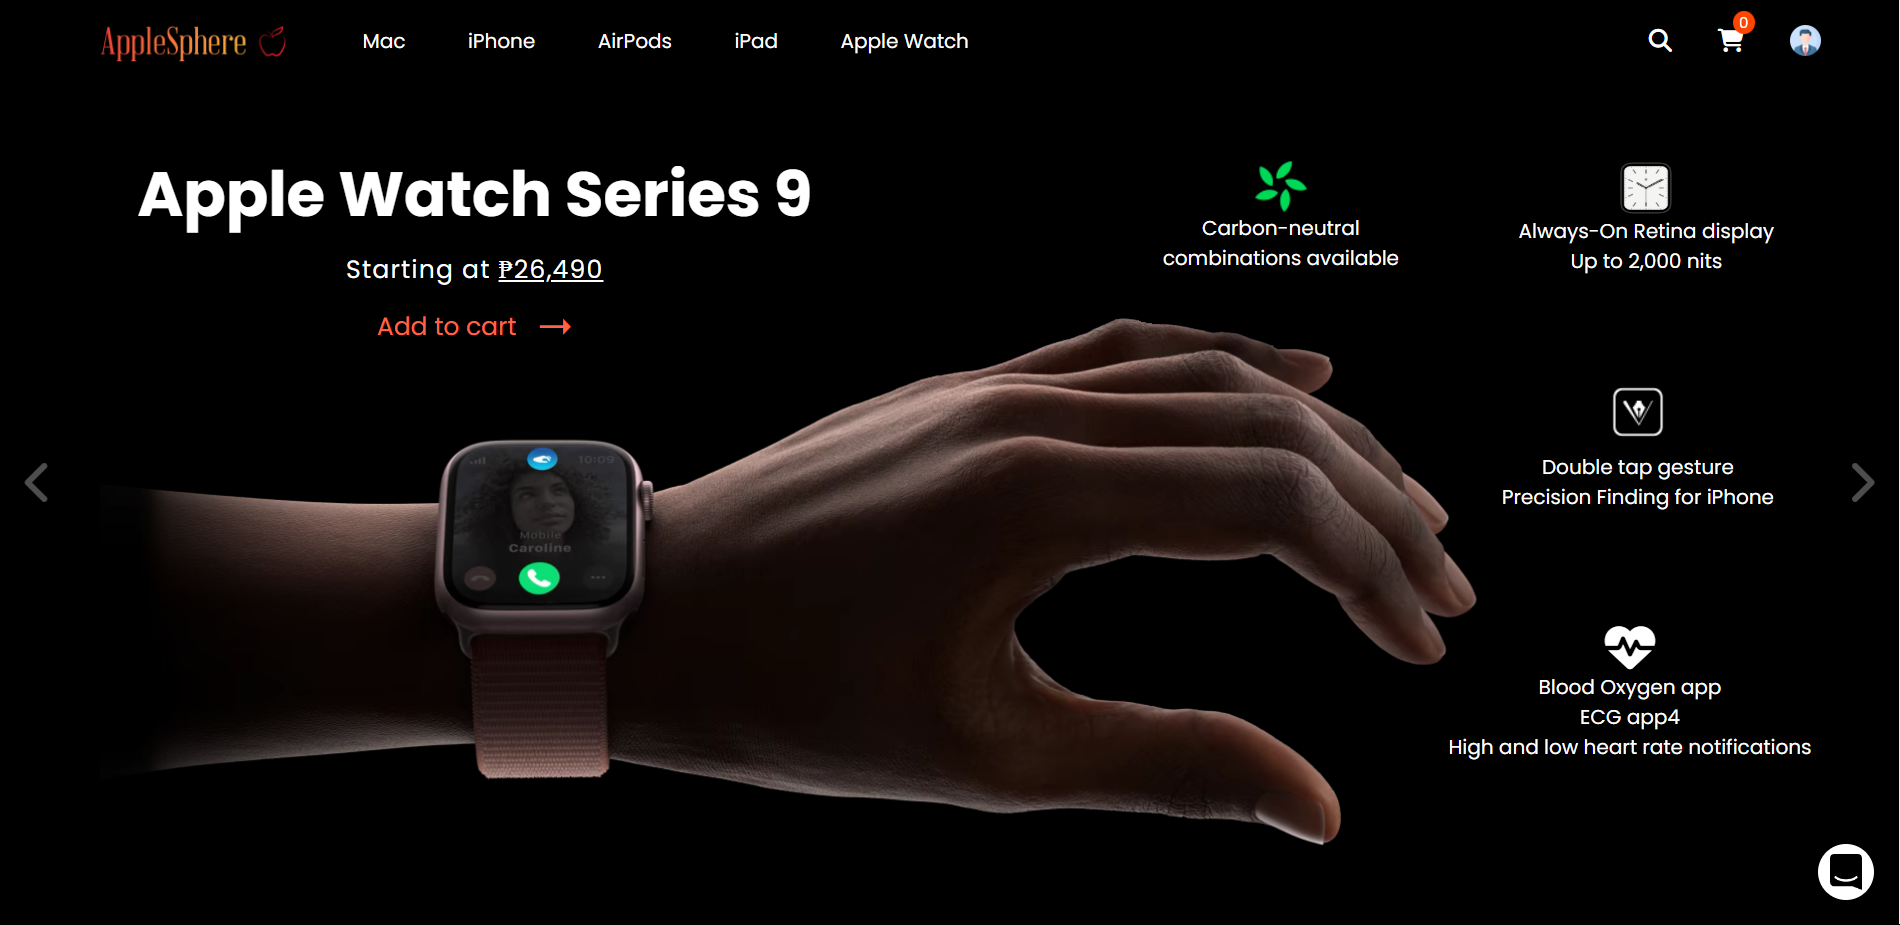 AppleSphere
Mac
iPhone
AirPods
iPad
Apple Watch
0
Apple Watch Series 9
Starting at ₱26,490
Add to cart
Carbon-neutral
combinations available
Always-On Retina display
Up to 2,000 nits
Double tap gesture
Precision Finding for iPhone
10:09
Mobile
Caroline
Blood Oxygen app
ECG app4
High and low heart rate notifications